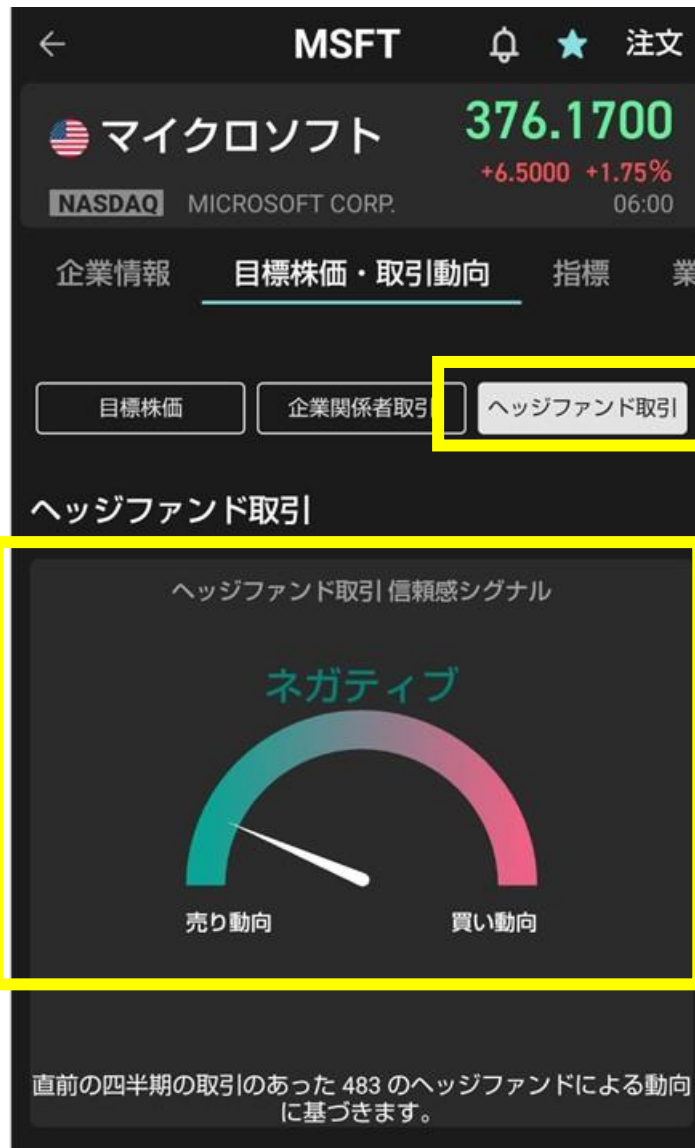 MSFT
注文
マイクロソフト
376.1700
+6.5000 +1.75%
NASDAQ MICROSOFT CORP.
06:00
企業情報 目標株価・取引動向 指標 業
目標株価 企業関係者取引 ヘッジファンド取引
ヘッジファンド取引
ヘッジファンド取引 信頼感シグナル
ネガティブ
売り動向 買い動向
直前の四半期の取引のあった 483 のヘッジファンドによる動向
に基づきます。